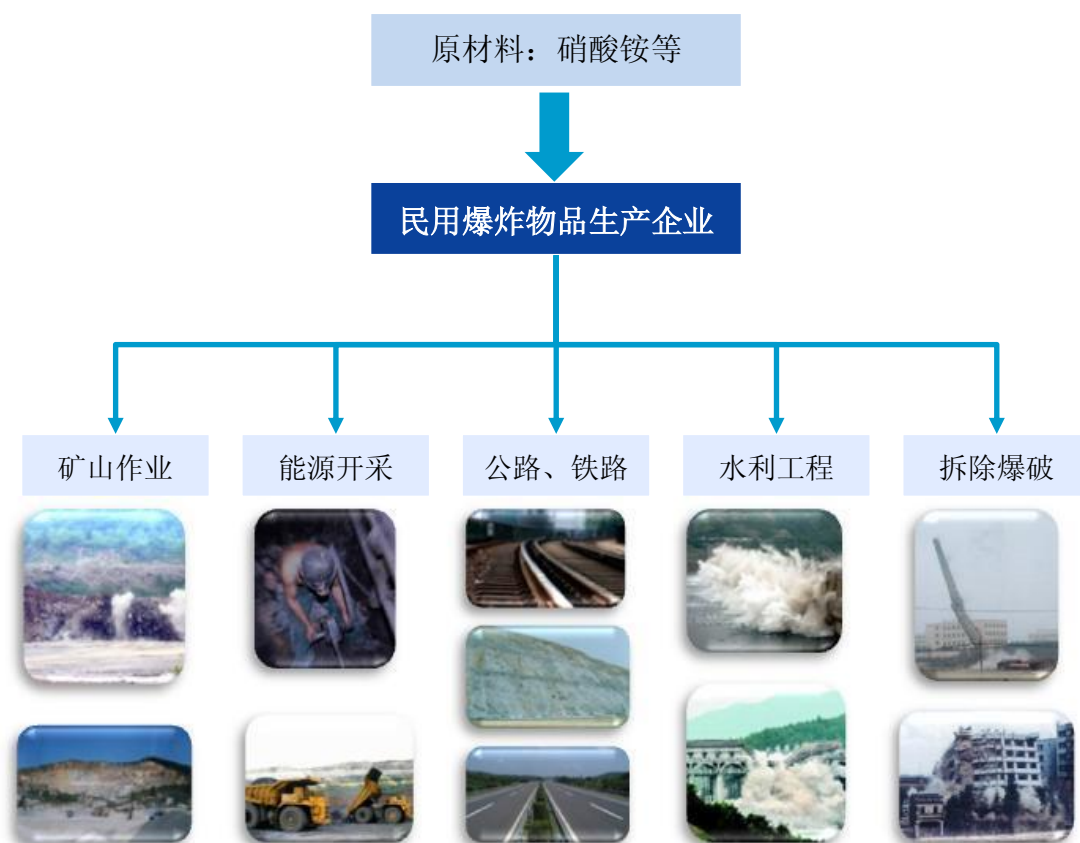 原材料：硝酸铵等
民用爆炸物品生产企业
矿山作业
能源开采
公路、铁路
水利工程
拆除爆破